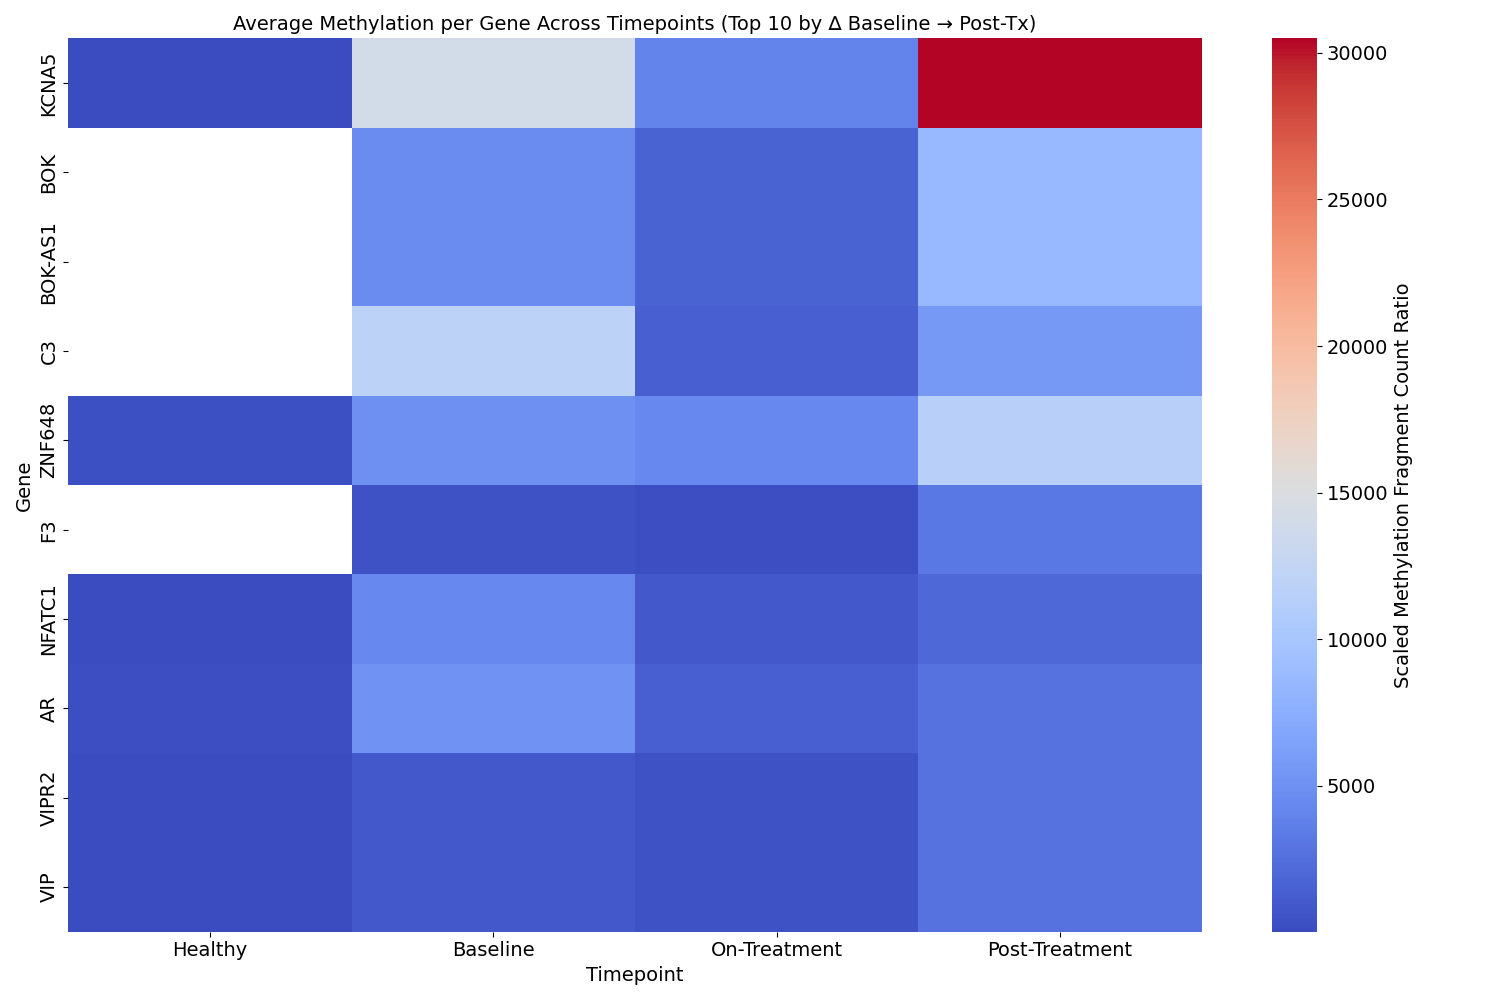 Average Methylation per Gene Across Timepoints (Top 10 by Δ Baseline → Post-Tx)
Gene
KCNA5
BOK
BOK-AS1
C3
ZNF648
F3
NFATC1
AR
VIPR2
VIP
Healthy
Baseline
On-Treatment
Post-Treatment
Timepoint
30000
25000
20000
15000
10000
5000
Scaled Methylation Fragment Count Ratio